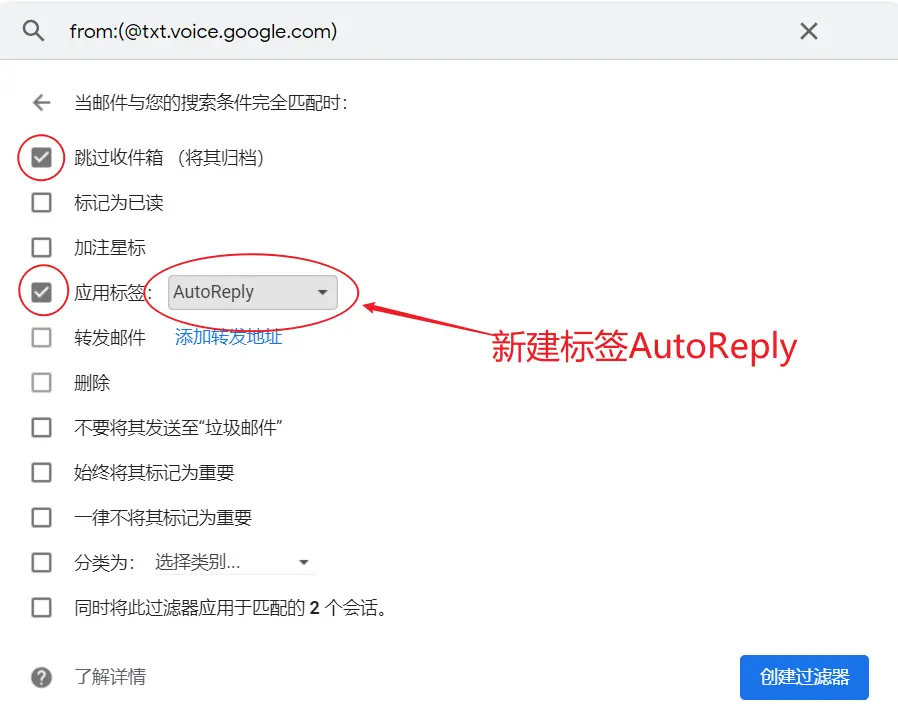 from:(@txt.voice.google.com)
当邮件与您的搜索条件完全匹配时：
跳过收件箱 （将其归档）
标记为已读
加注星标
应用标签： AutoReply
转发邮件 添加转发地址
新建标签AutoReply
删除
不要将其发送至“垃圾邮件”
始终将其标记为重要
一律不将其标记为重要
分类为： 选择类别...
同时将此过滤器应用于匹配的 2 个会话。
了解详情
创建过滤器